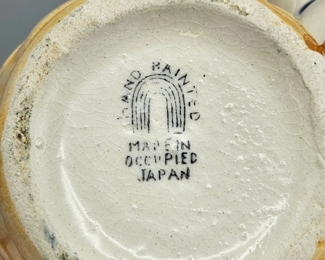 HAND PAINTED
MADE IN
OCCUPIED
JAPAN